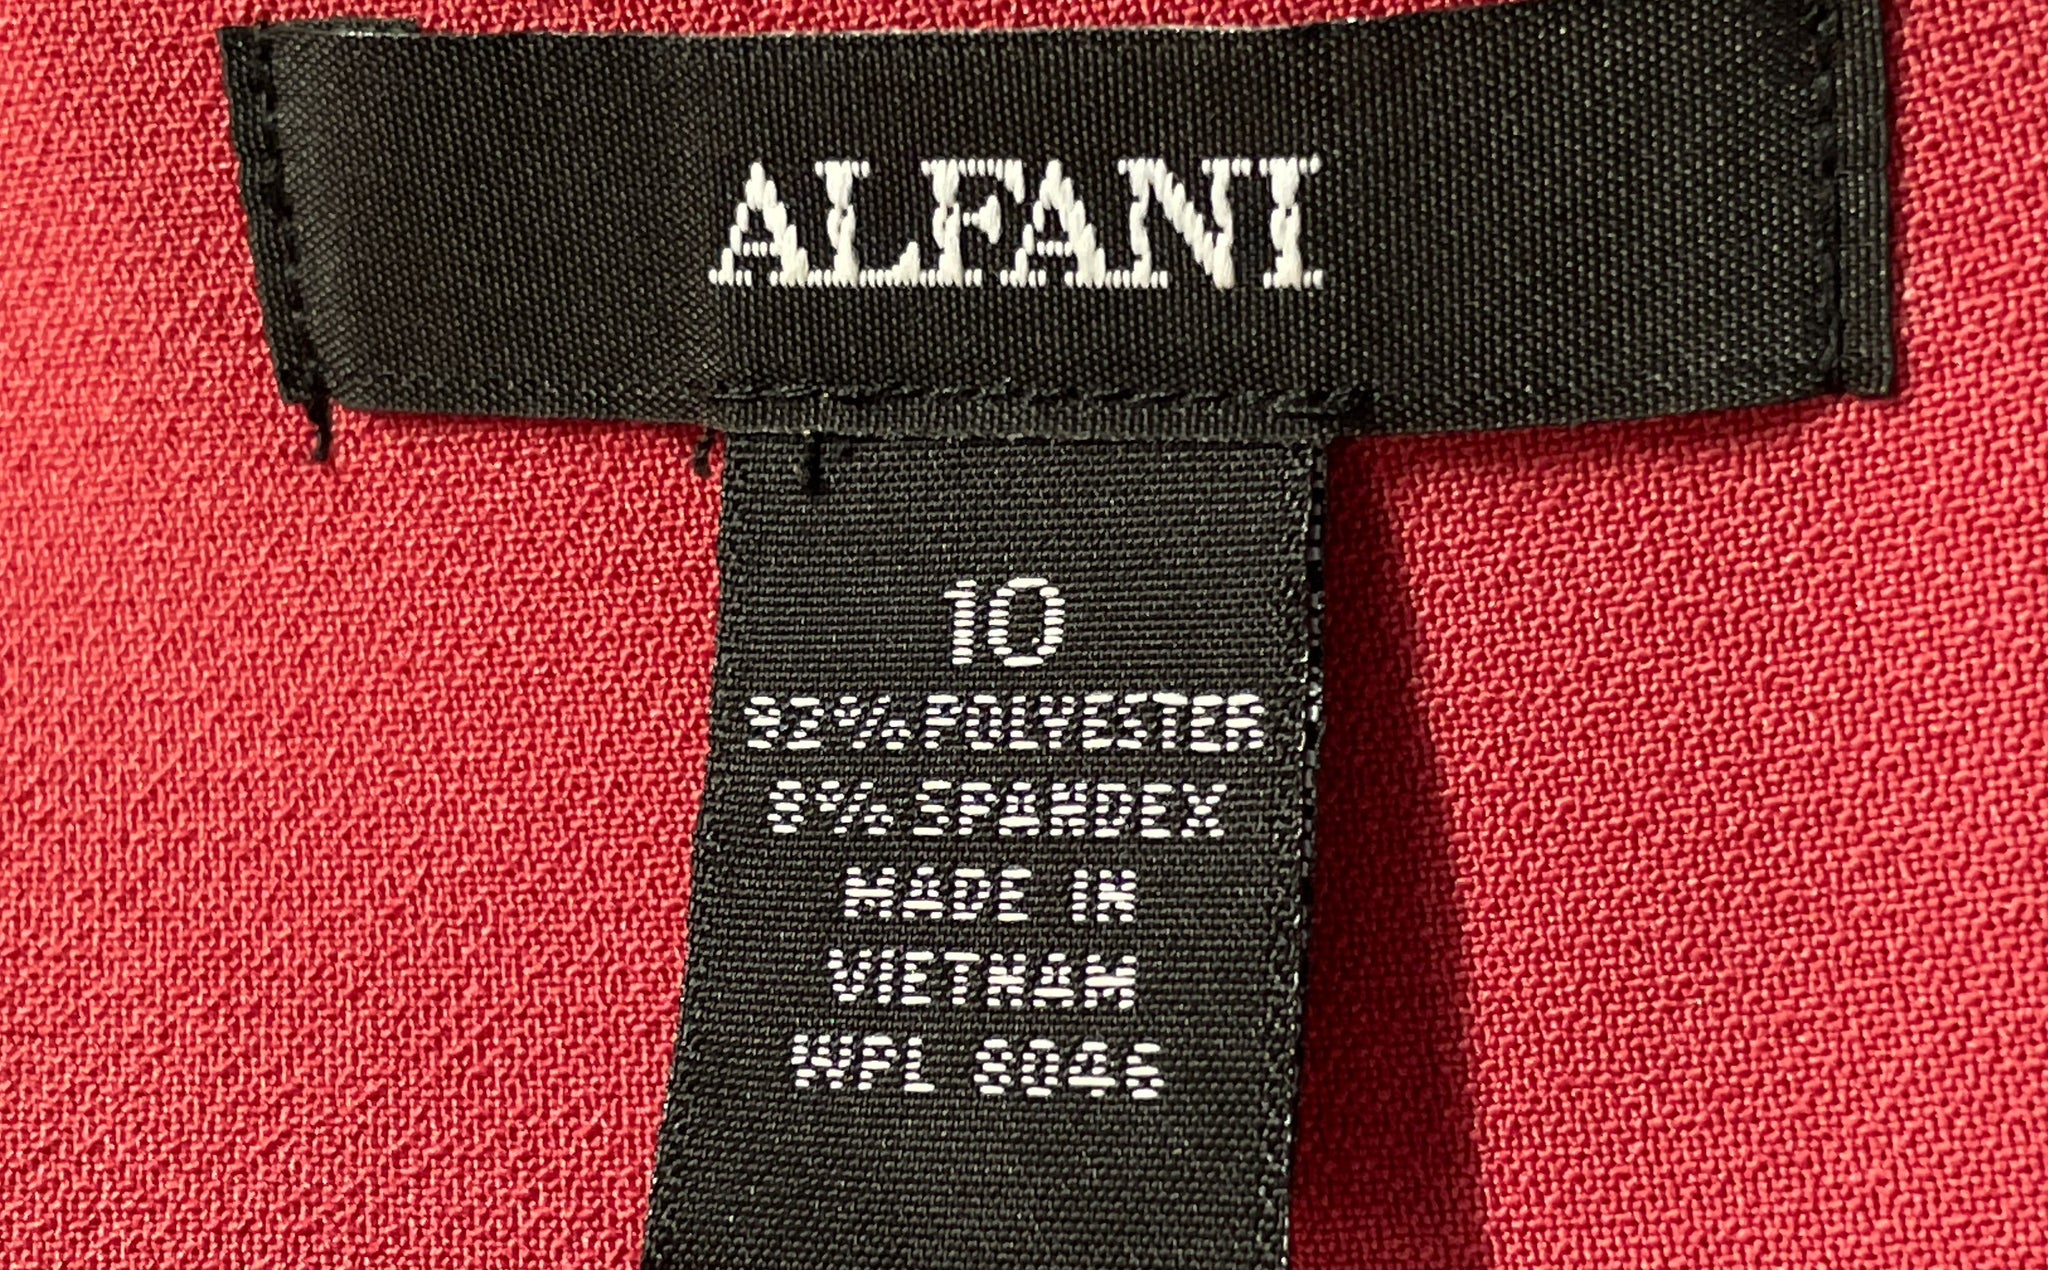 ALFANI
10
92% POLYESTER
8% SPANDEX
MADE IN
VIETNAM
WPL 8046